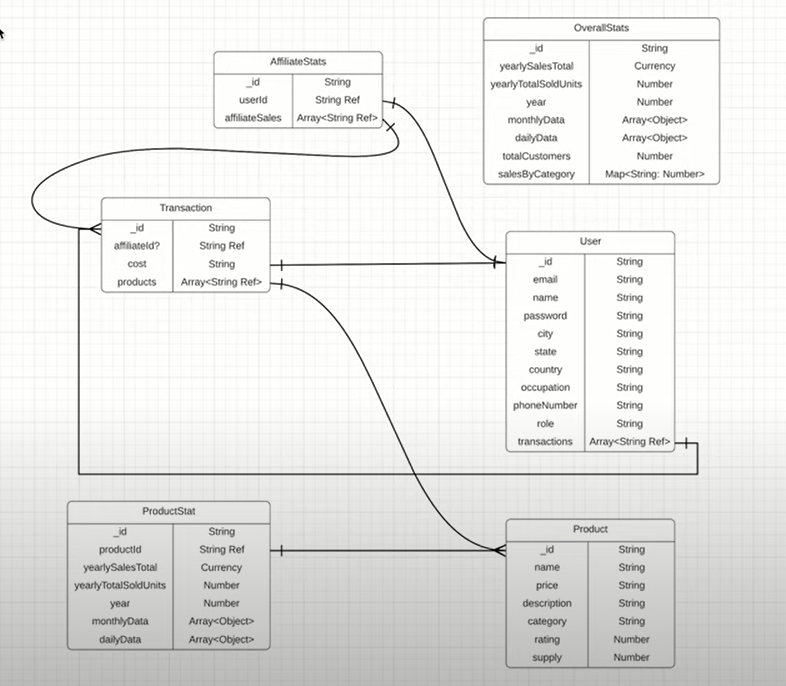 AffiliateStats
_id String
userId String Ref
affiliateSales Array<String Ref>
OverallStats
_id String
yearlySalesTotal Currency
yearlyTotalSoldUnits Number
year Number
monthlyData Array<Object>
dailyData Array<Object>
totalCustomers Number
salesByCategory Map<String: Number>
Transaction
_id String
affiliateId? String Ref
cost String
products Array<String Ref>
User
_id String
email String
name String
password String
city String
state String
country String
occupation String
phoneNumber String
role String
transactions Array<String Ref>
ProductStat
_id String
productId String Ref
yearlySalesTotal Currency
yearlyTotalSoldUnits Number
year Number
monthlyData Array<Object>
dailyData Array<Object>
Product
_id String
name String
price String
description String
category String
rating Number
supply Number